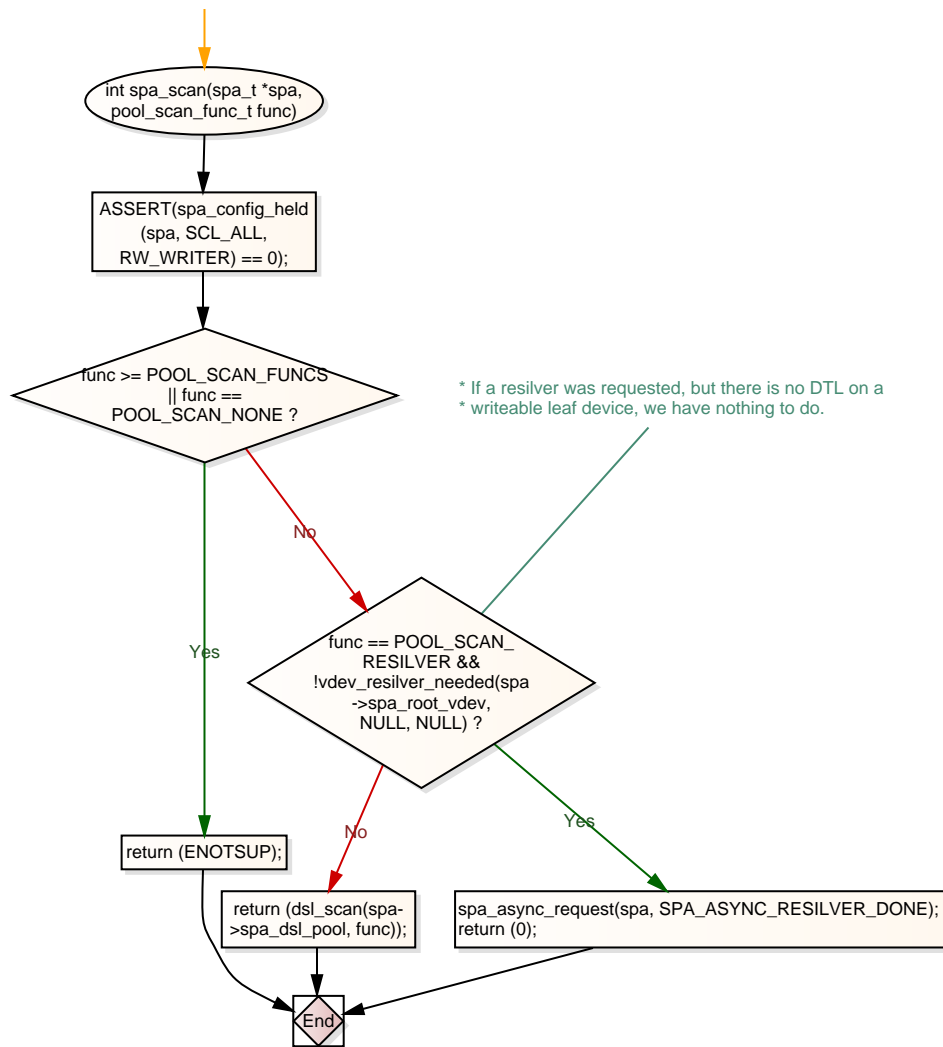 int spa_scan(spa_t *spa,
pool_scan_func_t func)
ASSERT(spa_config_held
(spa, SCL_ALL,
RW_WRITER) == 0);
func >= POOL_SCAN_FUNCS
|| func ==
POOL_SCAN_NONE ?
* If a resilver was requested, but there is no DTL on a
* writeable leaf device, we have nothing to do.
No
Yes
func == POOL_SCAN_
RESILVER &&
!vdev_resilver_needed(spa
->spa_root_vdev,
NULL, NULL) ?
No
Yes
return (ENOTSUP);
return (dsl_scan(spa-
>spa_dsl_pool, func));
spa_async_request(spa, SPA_ASYNC_RESILVER_DONE);
return (0);
End